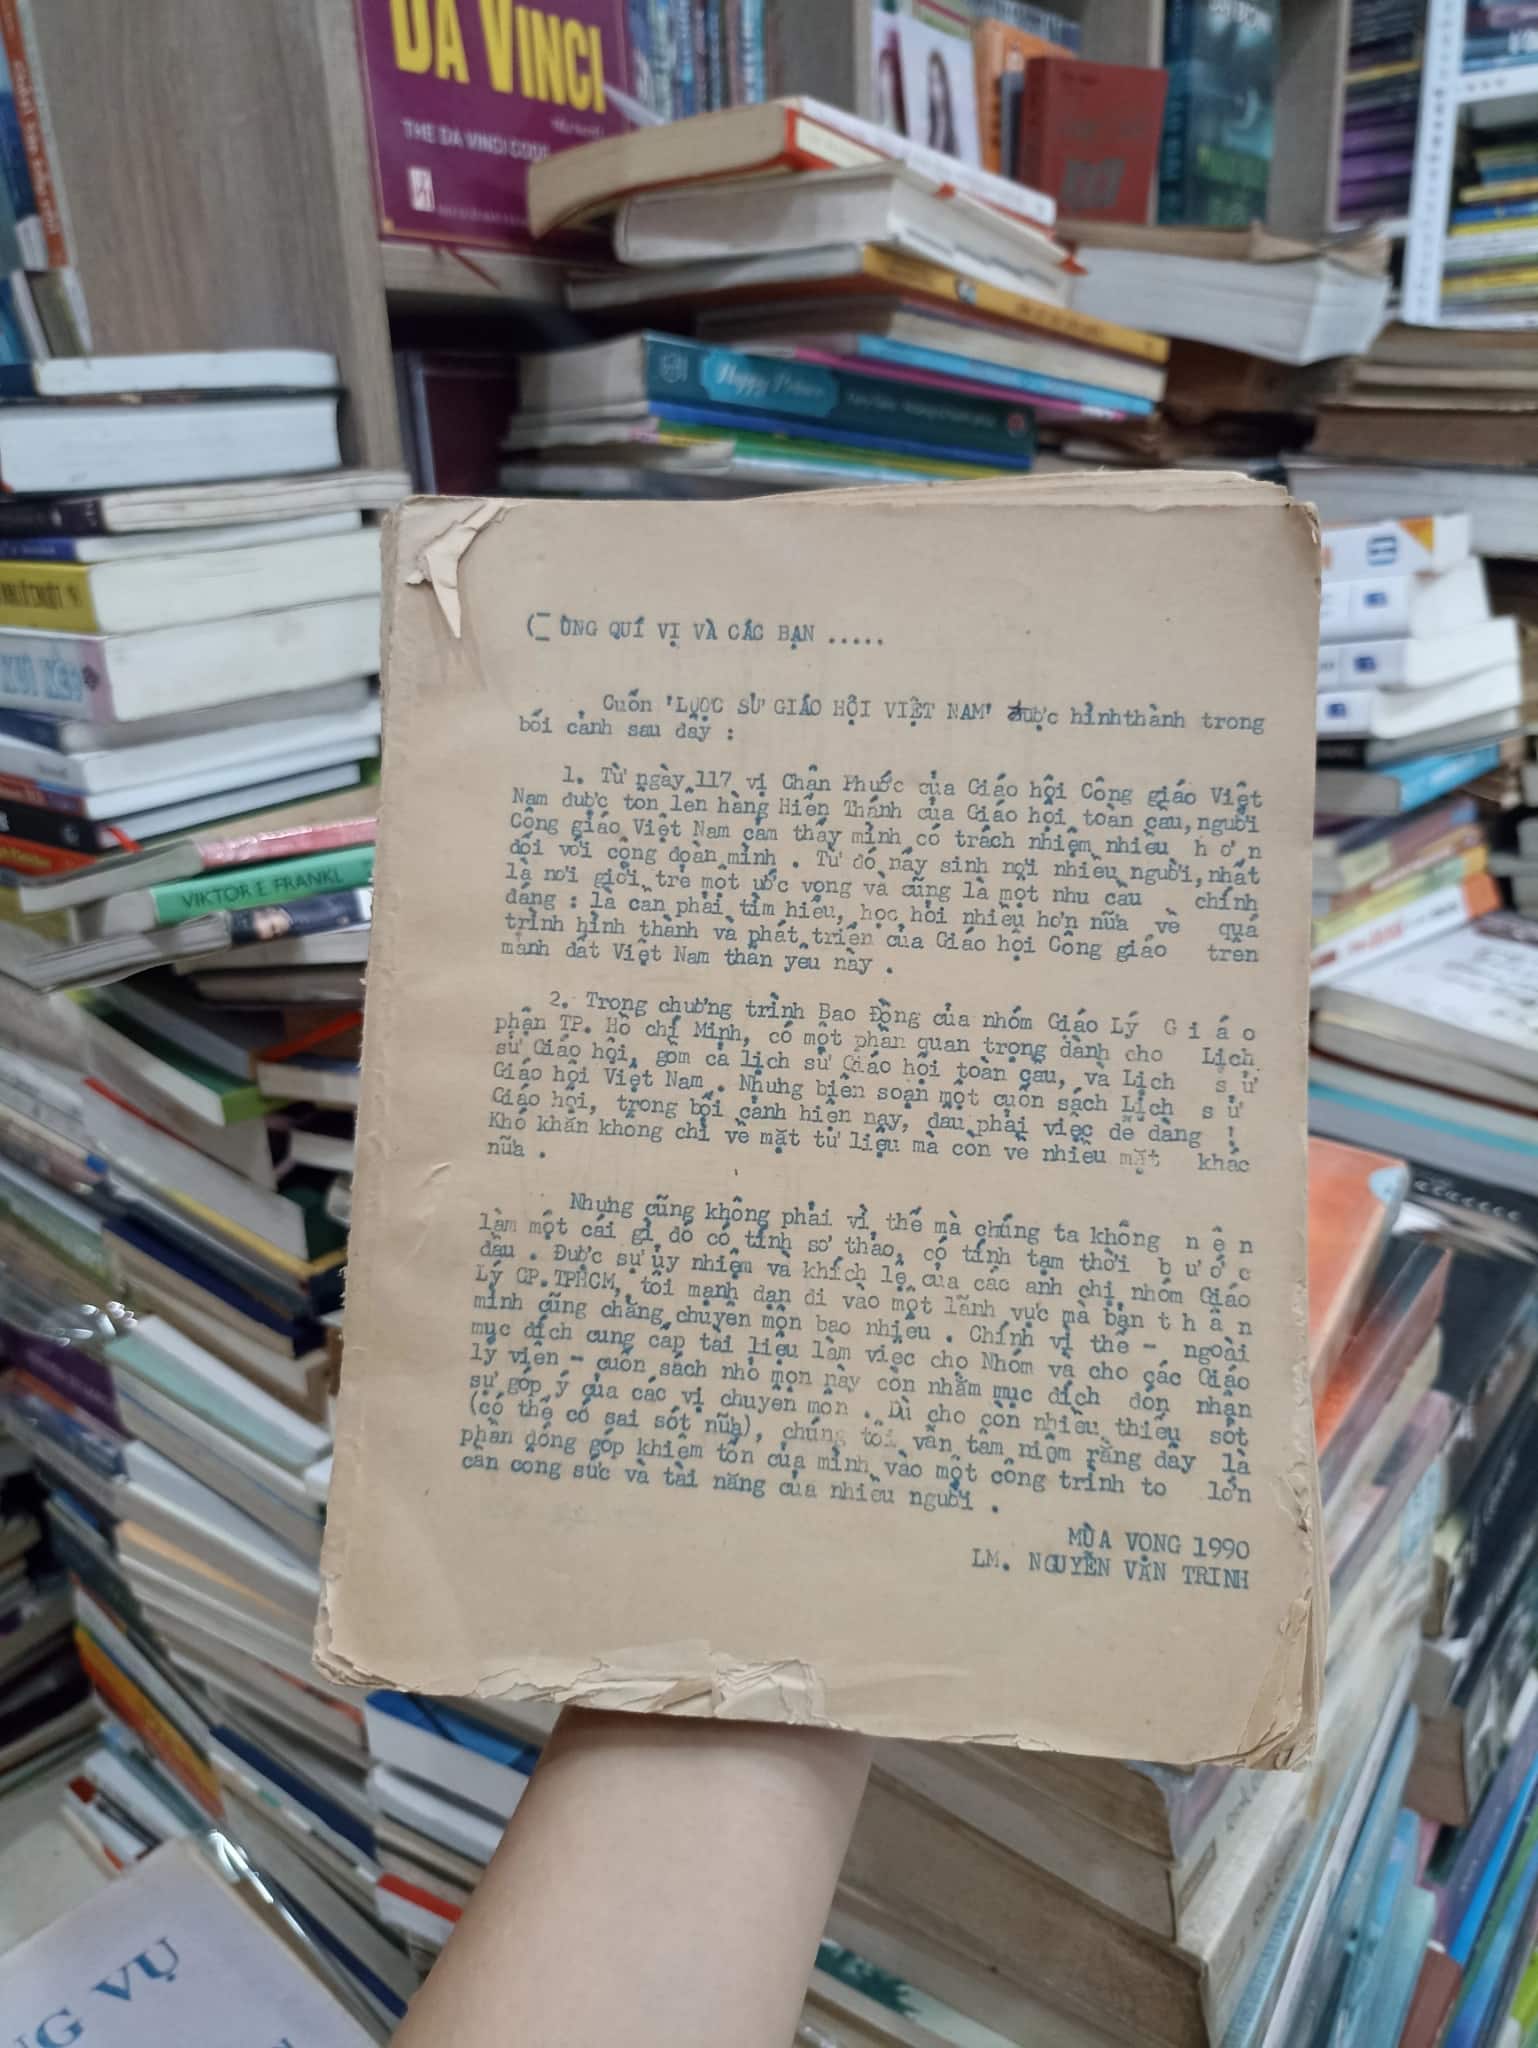 DA VINCI
THE DA VINCI CODE
Happy
VIKTOR E. FRANKL
CÙNG QUÍ VỊ VÀ CÁC BẠN .....
Cuốn 'LƯỢC SỬ GIÁO HỘI VIỆT NAM' được hìnhthành trong
bối cảnh sau đây :
1. Từ ngày 117 vị Chân Phước của Giáo hội Công giáo Việt
Nam được tôn lên hàng Hiển Thánh của Giáo hội toàn cầu, người
Công giáo Việt Nam cảm thấy mình có trách nhiệm nhiều h ơ n
đối với cộng đoàn mình . Từ đó nẩy sinh nơi nhiều người, nhất
là nơi giới trẻ một ước vọng và cũng là một nhu cầu chính
đáng : là cần phải tìm hiểu, học hỏi nhiều hơn nữa về quá
trình hình thành và phát triển của Giáo hội Công giáo trên
mảnh đất Việt Nam thân yêu này .
2. Trong chương trình Bao Đồng của nhóm Giáo Lý G i á o
phận TP. Hồ chí Minh, có một phần quan trọng dành cho Lịch
sử Giáo hội, gồm cả lịch sử Giáo hội toàn cầu, và Lịch sử
Giáo hội Việt Nam . Nhưng biên soạn một cuốn sách Lịch sử
Giáo hội, trong bối cảnh hiện nay, đâu phải việc dễ dàng !
Khó khăn không chỉ về mặt tư liệu mà còn về nhiều mặt khác
nữa .
Nhưng cũng không phải vì thế mà chúng ta không n ê n
làm một cái gì đó có tính sơ thảo, có tính tạm thời b ư ớ c
đầu . Được sự ủy nhiệm và khích lệ của các anh chị nhóm Giáo
Lý GP.TPHCM, tôi mạnh dạn đi vào một lãnh vực mà bản t h â n
mình cũng chẳng chuyên môn bao nhiêu . Chính vì thế - ngoài
mục đích cung cấp tài liệu làm việc cho Nhóm và cho các Giáo
lý viên - cuốn sách nhỏ mọn này còn nhằm mục đích đón nhận
sự góp ý của các vị chuyên môn . Dù cho còn nhiều thiếu sót
(có thể có sai sót nữa), chúng tôi vẫn tâm niệm rằng đây là
phần đóng góp khiêm tốn của mình vào một công trình to lớn
cần công sức và tài năng của nhiều người .
MÙA VỌNG 1990
LM. NGUYỄN VĂN TRINH
NG VỤ